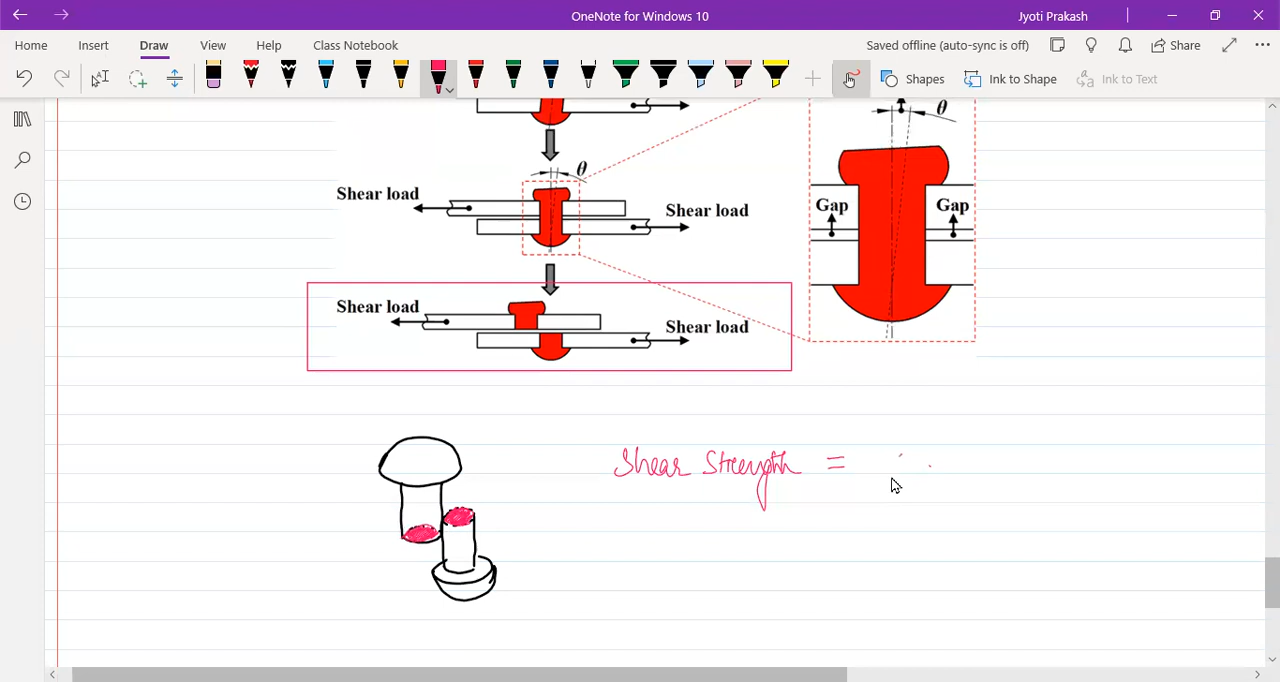 OneNote for Windows 10
Jyoti Prakash
Home Insert Draw View Help Class Notebook
Saved offline (auto-sync is off)
Share
Shapes
Ink to Shape
Ink to Text
θ
θ
Shear load
Shear load
Gap
Gap
Shear load
Shear load
Shear Strength =